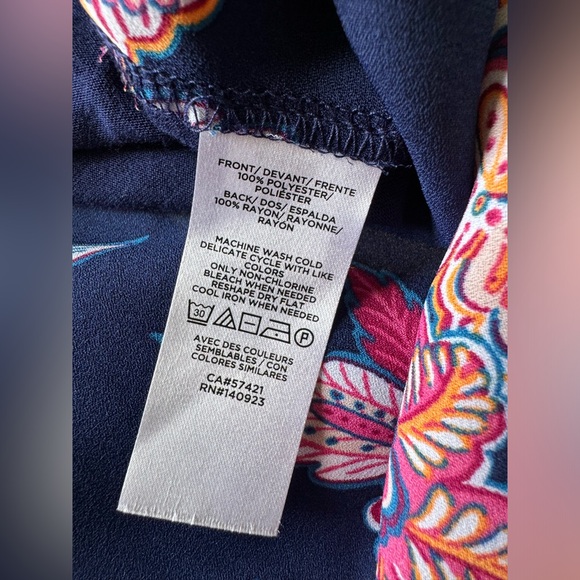 FRONT/ DEVANT/ FRENTE
100% POLYESTER/
POLIÉSTER
BACK/ DOS/ ESPALDA
100% RAYON/RAYONNE/
RAYON
MACHINE WASH COLD
DELICATE CYCLE WITH LIKE
COLORS
ONLY NON-CHLORINE
BLEACH WHEN NEEDED
RESHAPE DRY FLAT
COOL IRON WHEN NEEDED
30 P
AVEC DES COULEURS
SEMBLABLES / CON
COLORES SIMILARES
CA#57421
RN#140923